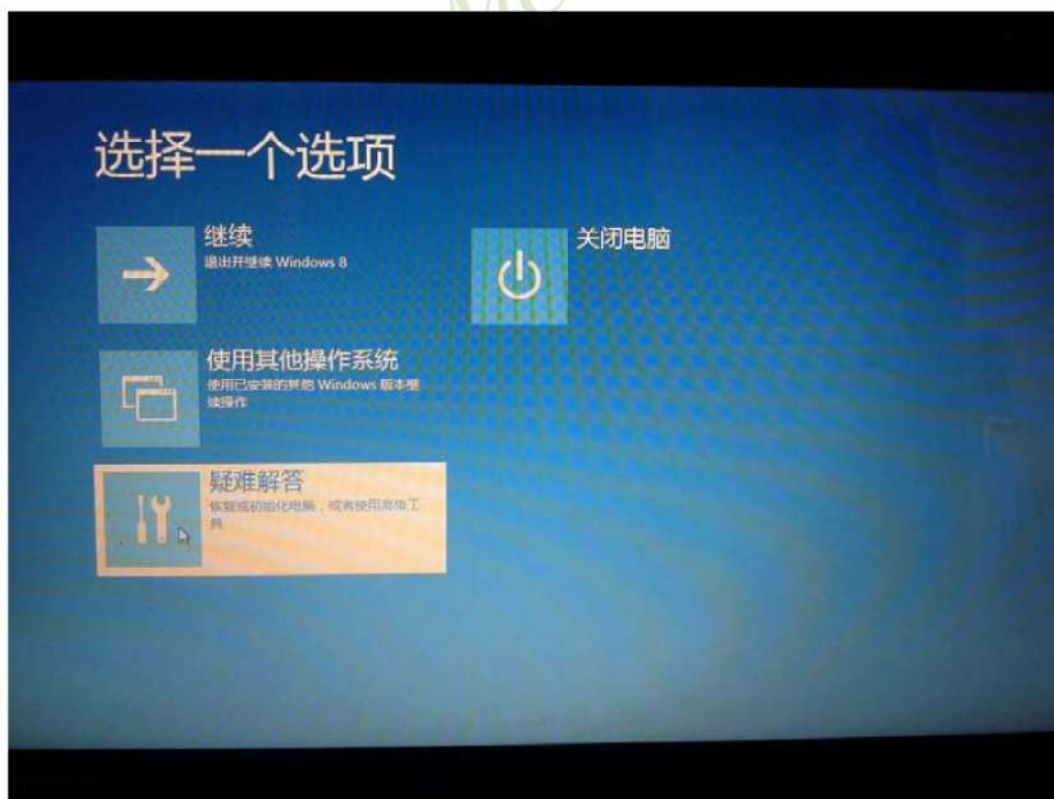 选择一个选项
继续
退出并继续 Windows 8
关闭电脑
使用其他操作系统
使用已安装的其他 Windows 版本继
续操作
疑难解答
恢复或初始化电脑，或者使用高级工
具